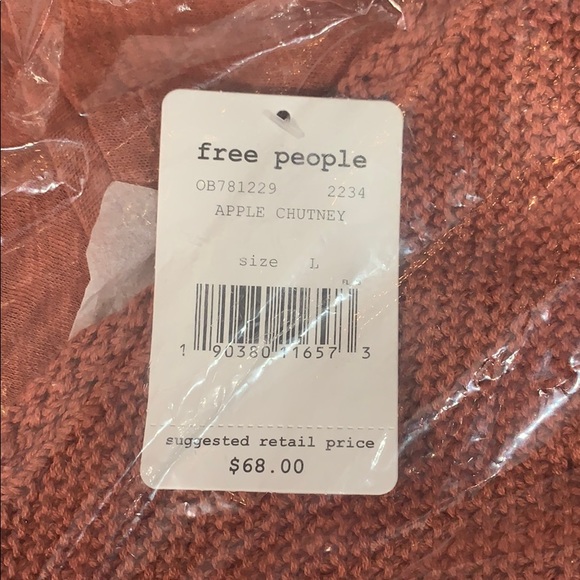 free people
OB781229 2234
APPLE CHUTNEY
size L
1 90380 11657 3
suggested retail price
$68.00